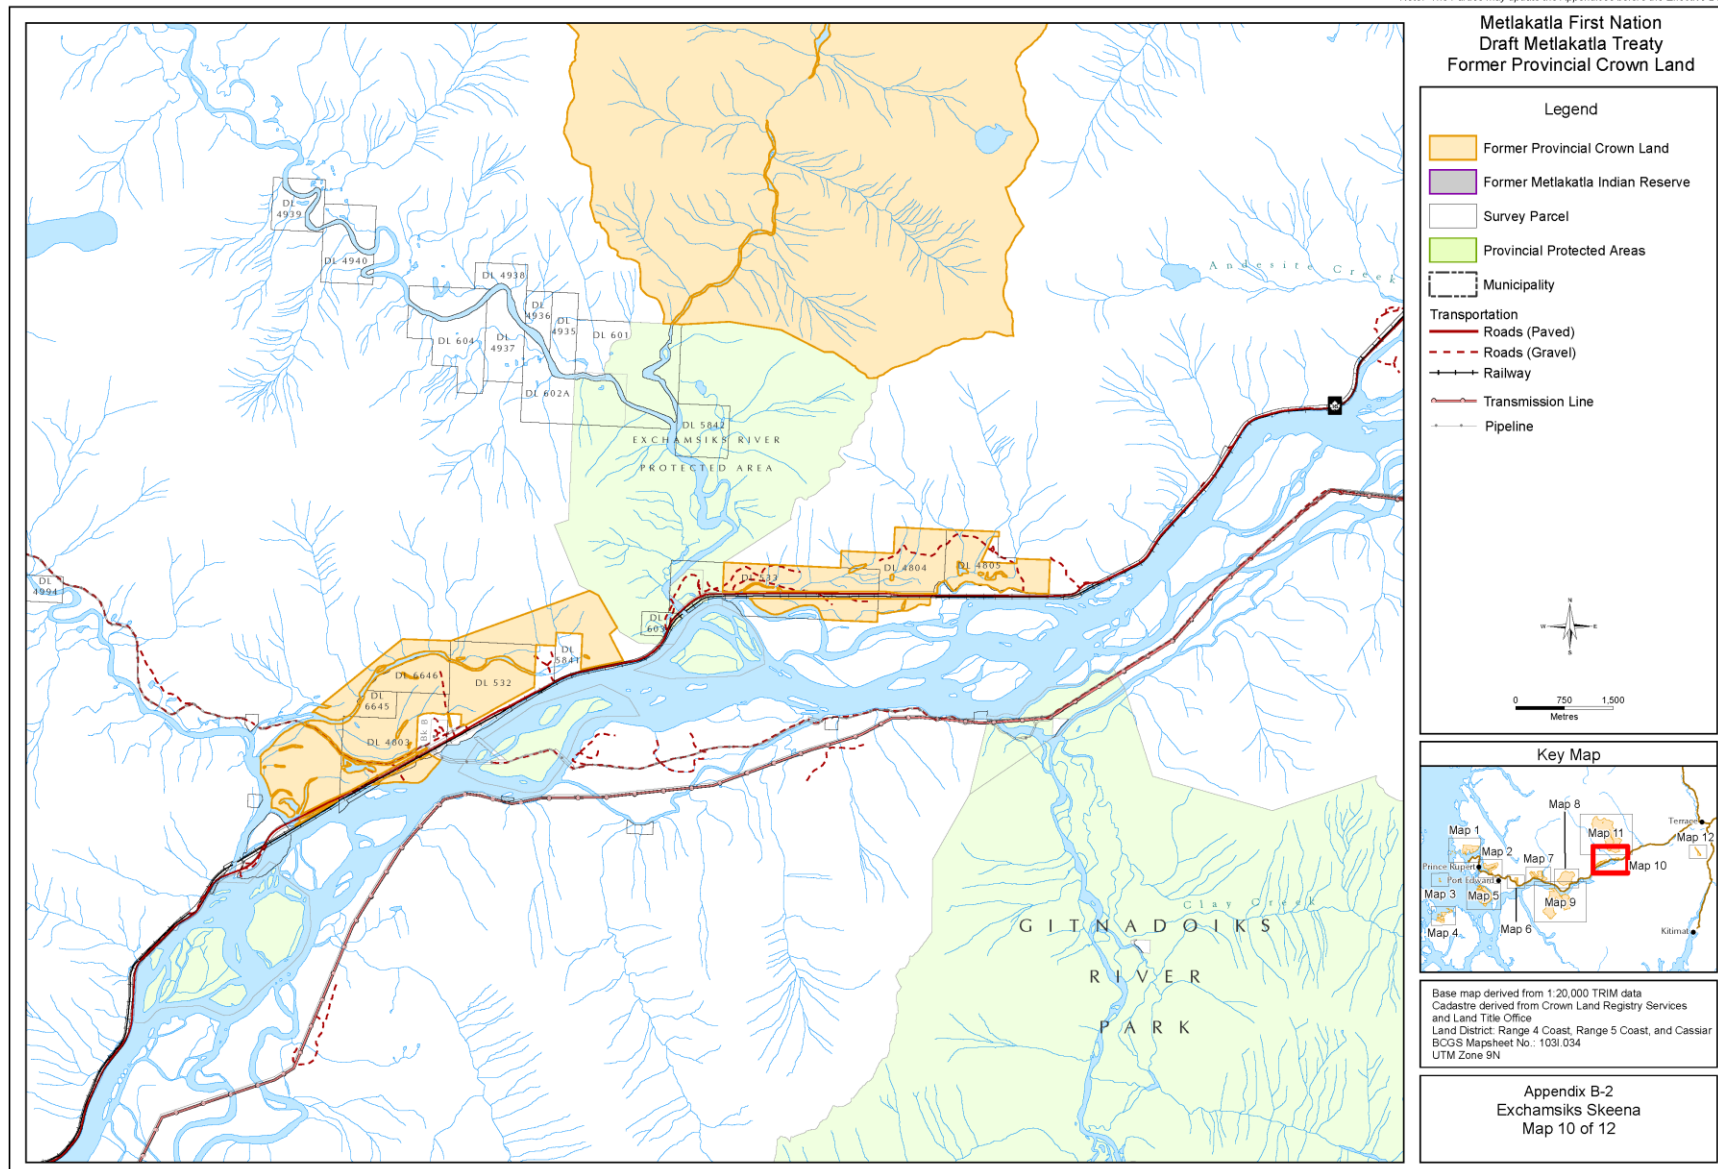 Metlakatla First Nation
Draft Metlakatla Treaty
Former Provincial Crown Land
Legend
Former Provincial Crown Land
Former Metlakatla Indian Reserve
Survey Parcel
Provincial Protected Areas
Municipality
Transportation
Roads (Paved)
Roads (Gravel)
Railway
Transmission Line
Pipeline
N
W E
S
0 750 1,500
Metres
Key Map
Map 8
Terrace
Map 1
Map 11
Map 12
Map 2
Prince Rupert
Map 7
Map 10
Port Edward
Map 3
Map 5
Map 9
Map 4
Map 6
Kitimat
Base map derived from 1:20,000 TRIM data
Cadastre derived from Crown Land Registry Services
and Land Title Office
Land District: Range 4 Coast, Range 5 Coast, and Cassiar
BCGS Mapsheet No.: 103I.034
UTM Zone 9N
Appendix B-2
Exchamsiks Skeena
Map 10 of 12
DL
4939
DL 4940
DL 4938
DL
4936
DL
4935
DL 601
DL 604
DL
4937
DL 602A
DL 5842
EXCHAMSIKS RIVER
PROTECTED AREA
Andesite Creek
16
DL
4994
DL 533
DL 4804
DL 4805
DL
603
DL
5841
DL 6646
DL 532
DL
6645
DL 4803
Bk 8
Clay Creek
GITNADOIKS
RIVER
PARK